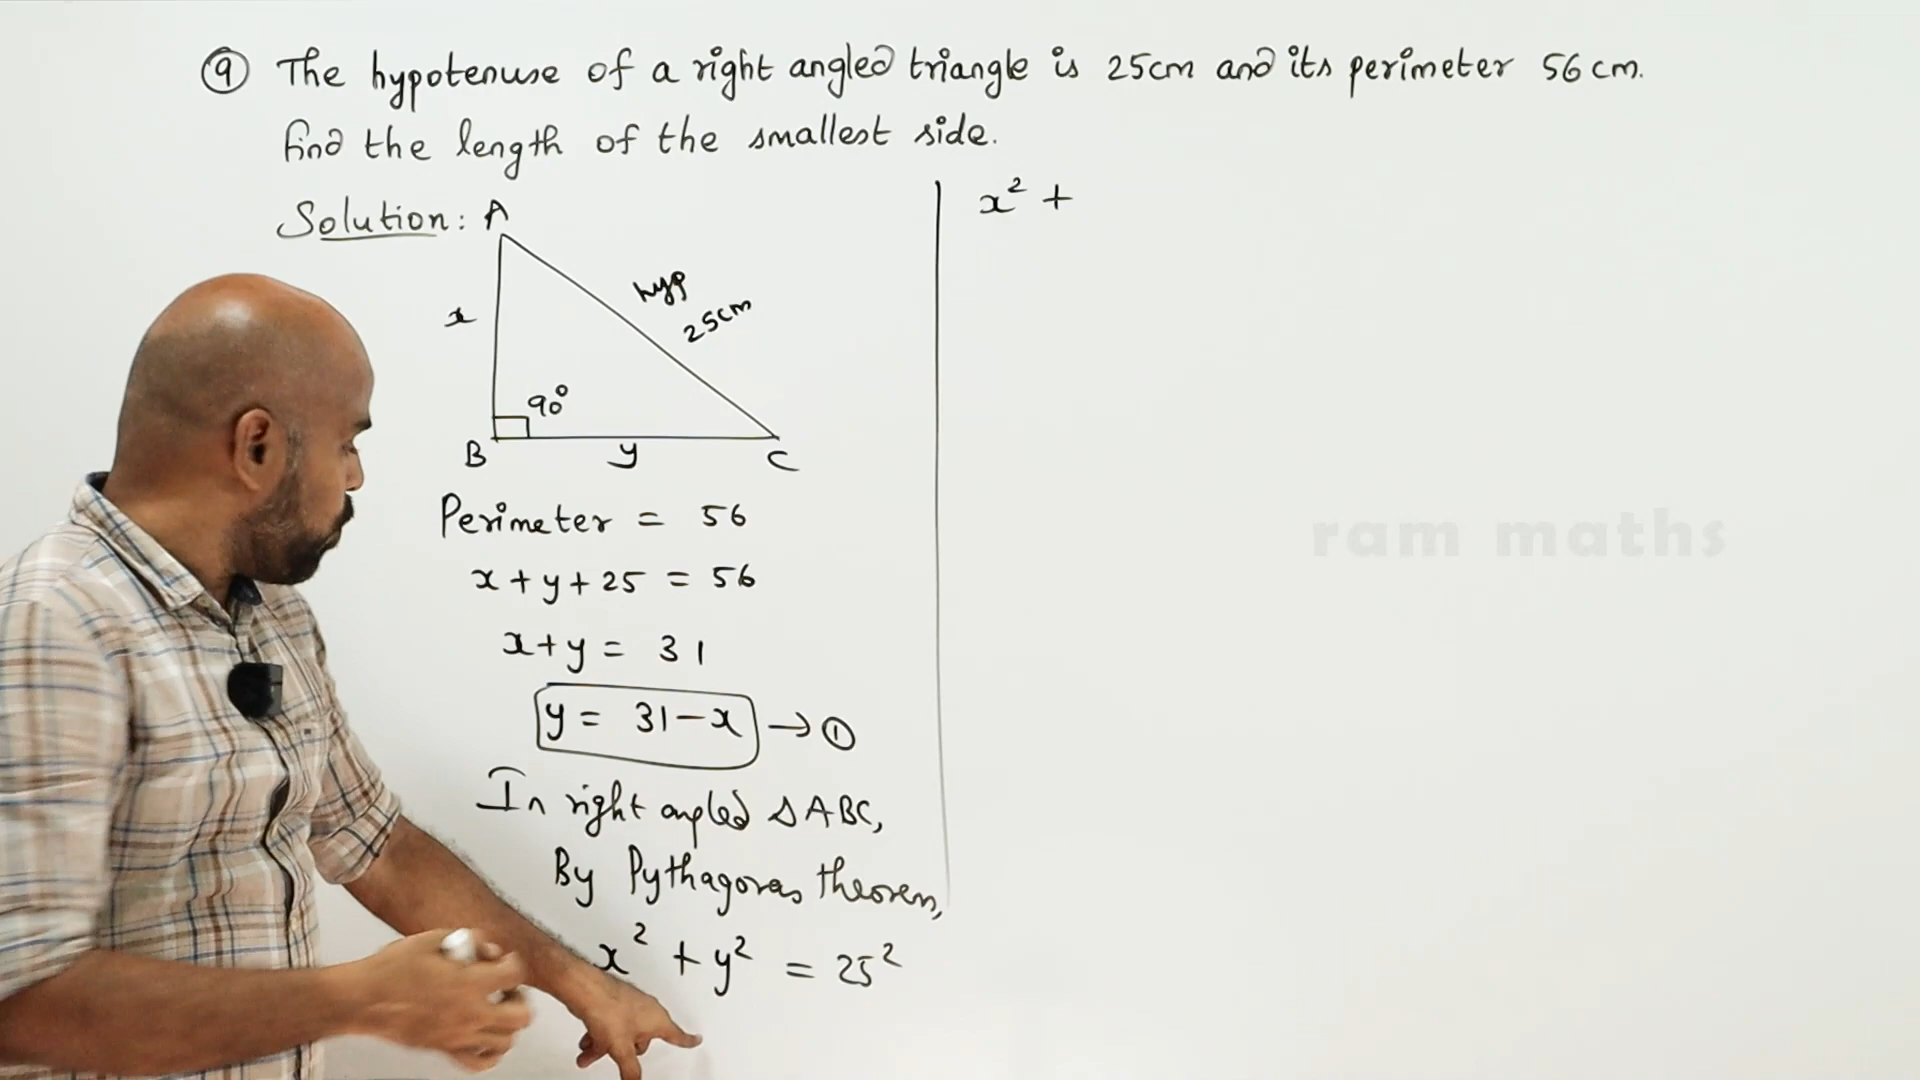 9 The hypotenuse of a right angled triangle is 25cm and its perimeter 56 cm.
find the length of the smallest side.
Solution:
A
x
hyp
25cm
90°
B
y
C
Perimeter = 56
x + y + 25 = 56
x + y = 31
y = 31 - x → 1
In right angled △ABC,
By Pythagoras theorem,
x² + y² = 25²
x² +
ram maths